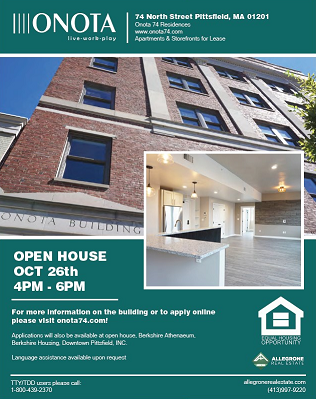 ONOTA
live-work-play
74 North Street Pittsfield, MA 01201
Onota 74 Residences
www.onota74.com
Apartments & Storefronts for Lease
ONOTA BUILDING
OPEN HOUSE
OCT 26th
4PM - 6PM
For more information on the building or to apply online
please visit onota74.com!
Applications will also be available at open house, Berkshire Athenaeum,
Berkshire Housing, Downtown Pittsfield, INC.
Language assistance available upon request
EQUAL HOUSING
OPPORTUNITY
ALLEGRONE
REAL ESTATE
TTY/TDD users please call:
1-800-439-2370
allegronerealestate.com
(413)997-9220